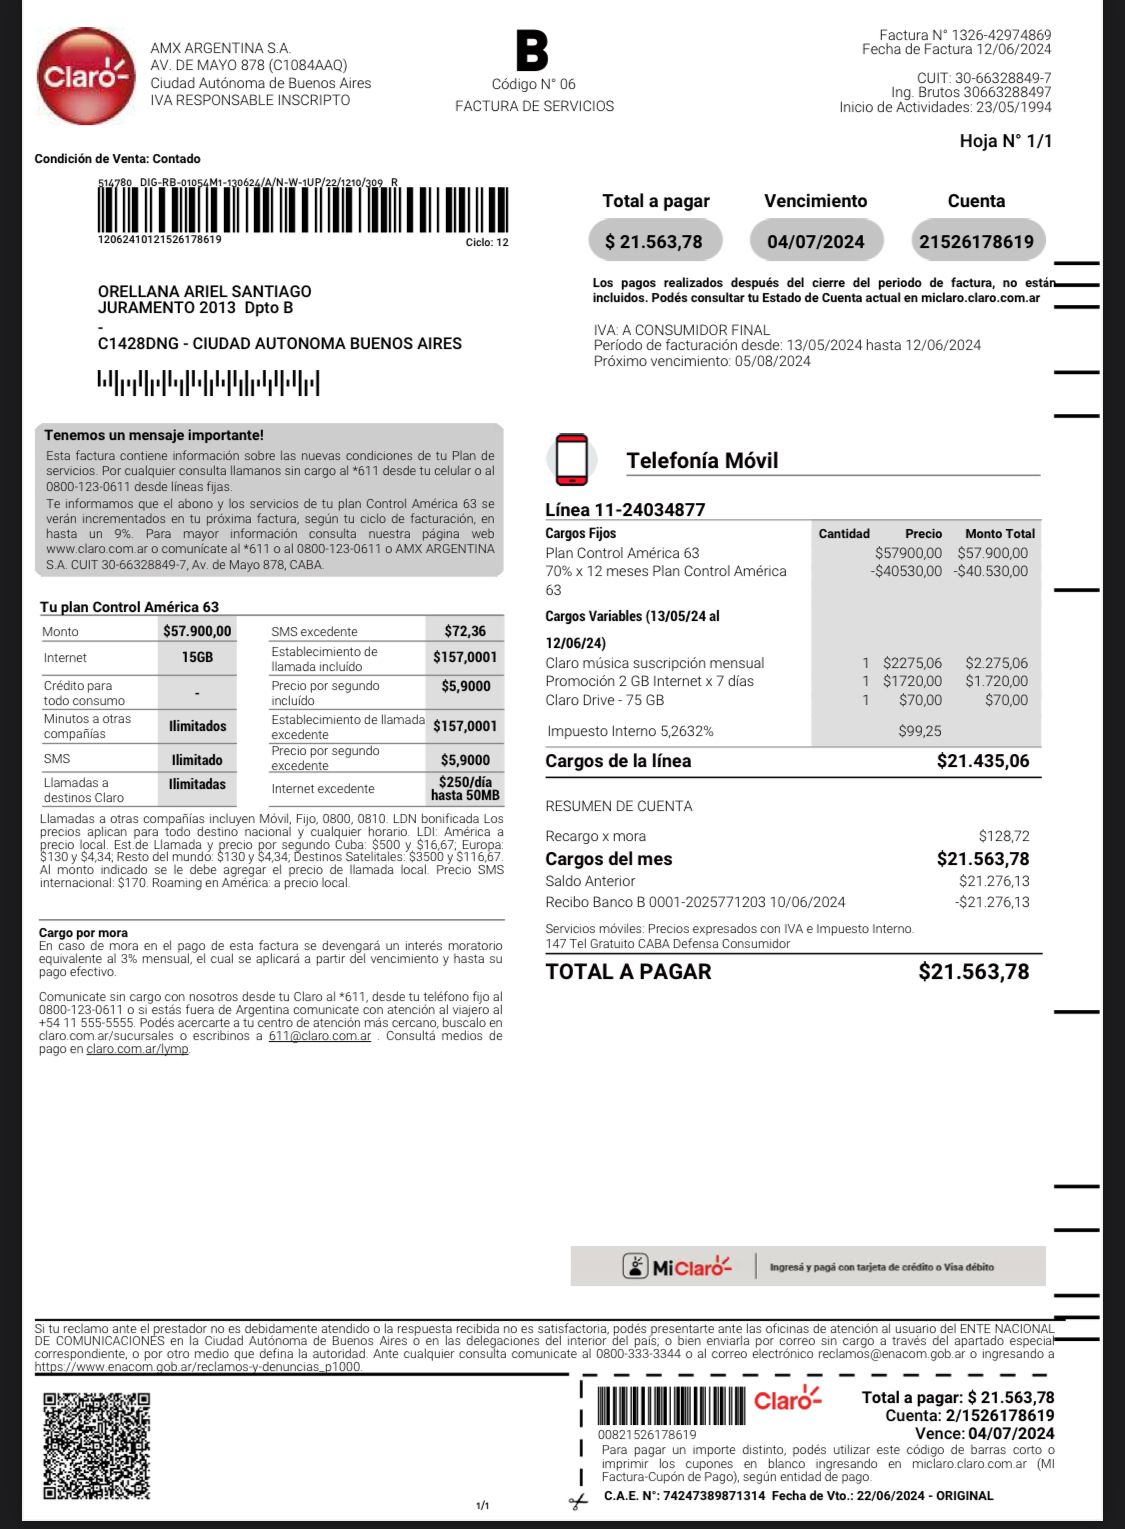 Claro
AMX ARGENTINA S.A.
AV. DE MAYO 878 (C1084AAQ)
Ciudad Autónoma de Buenos Aires
IVA RESPONSABLE INSCRIPTO
B
Código N° 06
FACTURA DE SERVICIOS
Factura N° 1326-42974869
Fecha de Factura 12/06/2024
CUIT: 30-66328849-7
Ing. Brutos 30663288497
Inicio de Actividades: 23/05/1994
Hoja N° 1/1
Condición de Venta: Contado
514780 DIG-RB-01054M1-130624/A/N-W-1UP/22/1210/309 R
12062410121526178619
Ciclo: 12
Total a pagar Vencimiento Cuenta
$ 21.563,78 04/07/2024 21526178619
Los pagos realizados después del cierre del periodo de factura, no están
incluidos. Podés consultar tu Estado de Cuenta actual en miclaro.claro.com.ar
ORELLANA ARIEL SANTIAGO
JURAMENTO 2013 Dpto B
-
C1428DNG - CIUDAD AUTONOMA BUENOS AIRES
IVA: A CONSUMIDOR FINAL
Período de facturación desde: 13/05/2024 hasta 12/06/2024
Próximo vencimiento: 05/08/2024
Tenemos un mensaje importante!
Esta factura contiene información sobre las nuevas condiciones de tu Plan de
servicios. Por cualquier consulta llamanos sin cargo al *611 desde tu celular o al
0800-123-0611 desde líneas fijas.
Te informamos que el abono y los servicios de tu plan Control América 63 se
verán incrementados en tu próxima factura, según tu ciclo de facturación, en
hasta un 9%. Para mayor información consulta nuestra página web
www.claro.com.ar o comunícate al *611 o al 0800-123-0611 o AMX ARGENTINA
S.A. CUIT 30-66328849-7, Av. de Mayo 878, CABA.
Tu plan Control América 63
Monto $57.900,00
Internet 15GB
Crédito para
todo consumo -
Minutos a otras
compañías Ilimitados
SMS Ilimitado
Llamadas a
destinos Claro Ilimitadas
SMS excedente $72,36
Establecimiento de
llamada incluído $157,0001
Precio por segundo
incluído $5,9000
Establecimiento de llamada
excedente $157,0001
Precio por segundo
excedente $5,9000
Internet excedente $250/día
hasta 50MB
Llamadas a otras compañías incluyen Móvil, Fijo, 0800, 0810. LDN bonificada Los
precios aplican para todo destino nacional y cualquier horario. LDI: América a
precio local. Est.de Llamada y precio por segundo Cuba: $500 y $16,67; Europa:
$130 y $4,34; Resto del mundo: $130 y $4,34; Destinos Satelitales: $3500 y $116,67.
Al monto indicado se le debe agregar el precio de llamada local. Precio SMS
internacional: $170. Roaming en América: a precio local.
Cargo por mora
En caso de mora en el pago de esta factura se devengará un interés moratorio
equivalente al 3% mensual, el cual se aplicará a partir del vencimiento y hasta su
pago efectivo.
Comunicate sin cargo con nosotros desde tu Claro al *611, desde tu teléfono fijo al
0800-123-0611 o si estás fuera de Argentina comunicate con atención al viajero al
+54 11 555-5555. Podés acercarte a tu centro de atención más cercano, buscalo en
claro.com.ar/sucursales o escribinos a 611@claro.com.ar . Consultá medios de
pago en claro.com.ar/lymp.
Telefonía Móvil
Línea 11-24034877
Cargos Fijos Cantidad Precio Monto Total
Plan Control América 63 $57900,00 $57.900,00
70% x 12 meses Plan Control América -$40530,00 -$40.530,00
63
Cargos Variables (13/05/24 al
12/06/24)
Claro música suscripción mensual 1 $2275,06 $2.275,06
Promoción 2 GB Internet x 7 días 1 $1720,00 $1.720,00
Claro Drive - 75 GB 1 $70,00 $70,00
Impuesto Interno 5,2632% $99,25
Cargos de la línea $21.435,06
RESUMEN DE CUENTA
Recargo x mora $128,72
Cargos del mes $21.563,78
Saldo Anterior $21.276,13
Recibo Banco B 0001-2025771203 10/06/2024 -$21.276,13
Servicios móviles: Precios expresados con IVA e Impuesto Interno.
147 Tel Gratuito CABA Defensa Consumidor
TOTAL A PAGAR $21.563,78
MiClaro Ingresá y pagá con tarjeta de crédito o Visa débito
Si tu reclamo ante el prestador no es debidamente atendido o la respuesta recibida no es satisfactoria, podés presentarte ante las oficinas de atención al usuario del ENTE NACIONAL
DE COMUNICACIONES en la Ciudad Autónoma de Buenos Aires o en las delegaciones del interior del país; o bien enviarla por correo sin cargo a través del apartado especial
correspondiente, o por otro medio que defina la autoridad. Ante cualquier consulta comunicate al 0800-333-3344 o al correo electrónico reclamos@enacom.gob.ar o ingresando a
https://www.enacom.gob.ar/reclamos-y-denuncias_p1000.
Claro
00821526178619
Total a pagar: $ 21.563,78
Cuenta: 2/1526178619
Vence: 04/07/2024
Para pagar un importe distinto, podés utilizar este código de barras corto o
imprimir los cupones en blanco ingresando en miclaro.claro.com.ar (MI
Factura-Cupón de Pago), según entidad de pago.
C.A.E. N°: 74247389871314 Fecha de Vto.: 22/06/2024 - ORIGINAL
1/1